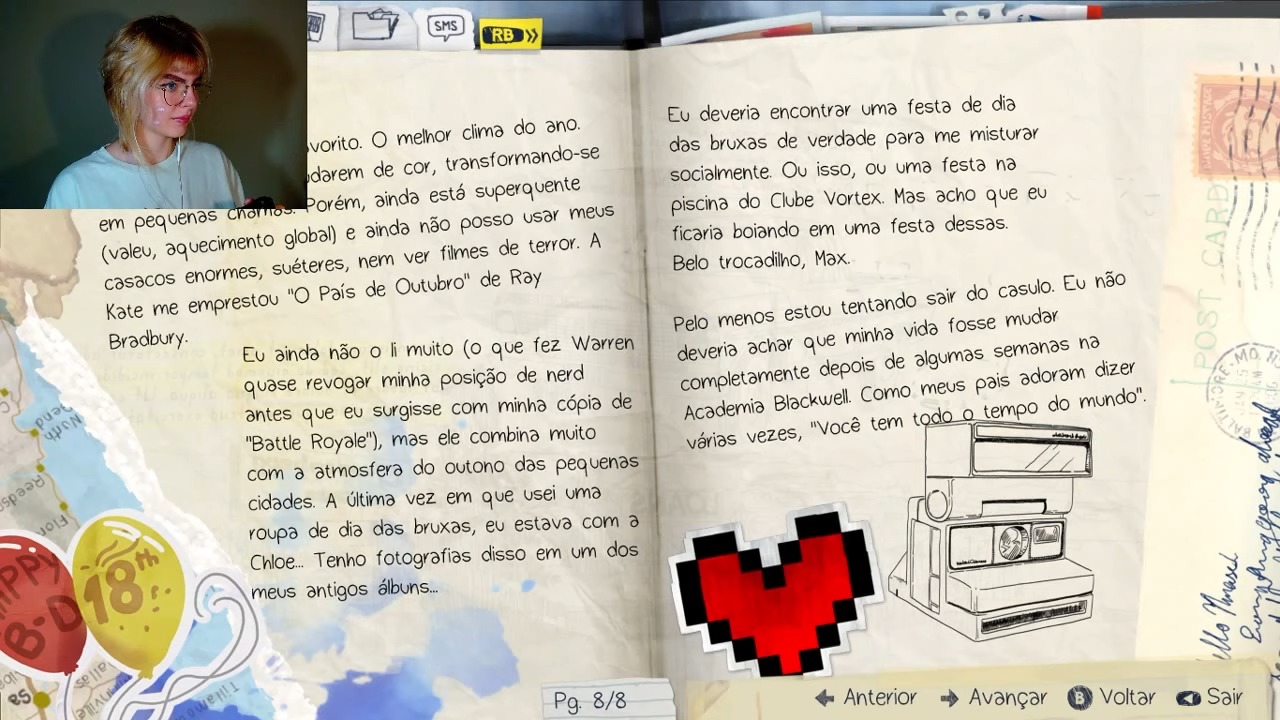 SMS
RB
vorito. O melhor clima do ano.
darem de cor, transformando-se
em pequenas chamas. Porém, ainda está superquente
(valeu, aquecimento global) e ainda não posso usar meus
casacos enormes, suéteres, nem ver filmes de terror. A
Kate me emprestou "O País de Outubro" de Ray
Bradbury.
Eu ainda não o li muito (o que fez Warren
quase revogar minha posição de nerd
antes que eu surgisse com minha cópia de
"Battle Royale"), mas ele combina muito
com a atmosfera do outono das pequenas
cidades. A última vez em que usei uma
roupa de dia das bruxas, eu estava com a
Chloe... Tenho fotografias disso em um dos
meus antigos álbuns...
Eu deveria encontrar uma festa de dia
das bruxas de verdade para me misturar
socialmente. Ou isso, ou uma festa na
piscina do Clube Vortex. Mas acho que eu
ficaria boiando em uma festa dessas.
Belo trocadilho, Max.
Pelo menos estou tentando sair do casulo. Eu não
deveria achar que minha vida fosse mudar
completamente depois de algumas semanas na
Academia Blackwell. Como meus pais adoram dizer
várias vezes, "Você tem todo o tempo do mundo".
POST CARD
North Bend
Reedsp
Flor
PPY
B-D
18th
Tillamo
85
Pg. 8/8
Anterior
Avançar
B Voltar
Sair